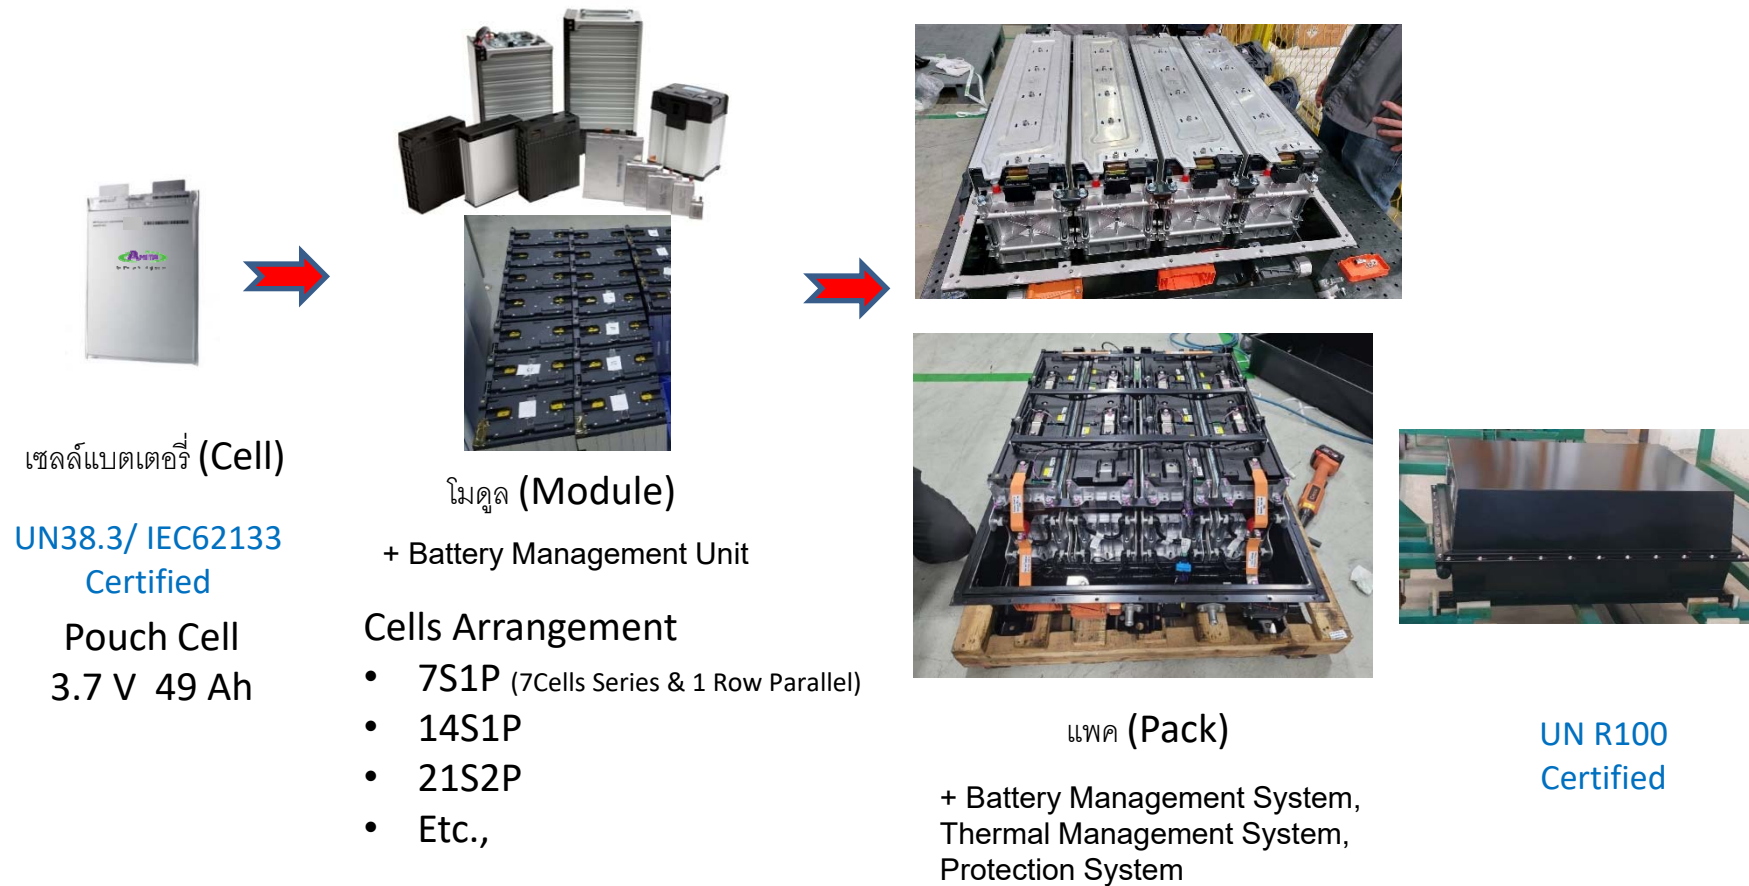 เซลล์แบตเตอรี่ (Cell)
UN38.3/ IEC62133
Certified
Pouch Cell
3.7 V 49 Ah
โมดูล (Module)
+ Battery Management Unit
Cells Arrangement
• 7S1P (7Cells Series & 1 Row Parallel)
• 14S1P
• 21S2P
• Etc.,
แพค (Pack)
+ Battery Management System,
Thermal Management System,
Protection System
UN R100
Certified